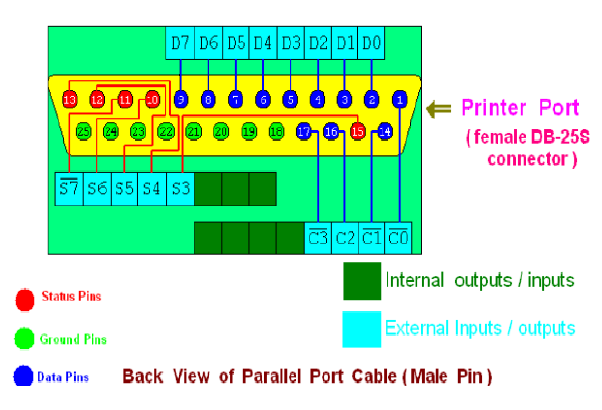 D7 D6 D5 D4 D3 D2 D1 D0
13 12 11 10 9 8 7 6 5 4 3 2 1
25 24 23 22 21 20 19 18 17 16 15 14
Printer Port
(female DB-25S
connector)
S7 S6 S5 S4 S3
C3 C2 C1 C0
Internal outputs / inputs
Status Pins
External Inputs / outputs
Ground Pins
Data Pins
Back View of Parallel Port Cable (Male Pin)